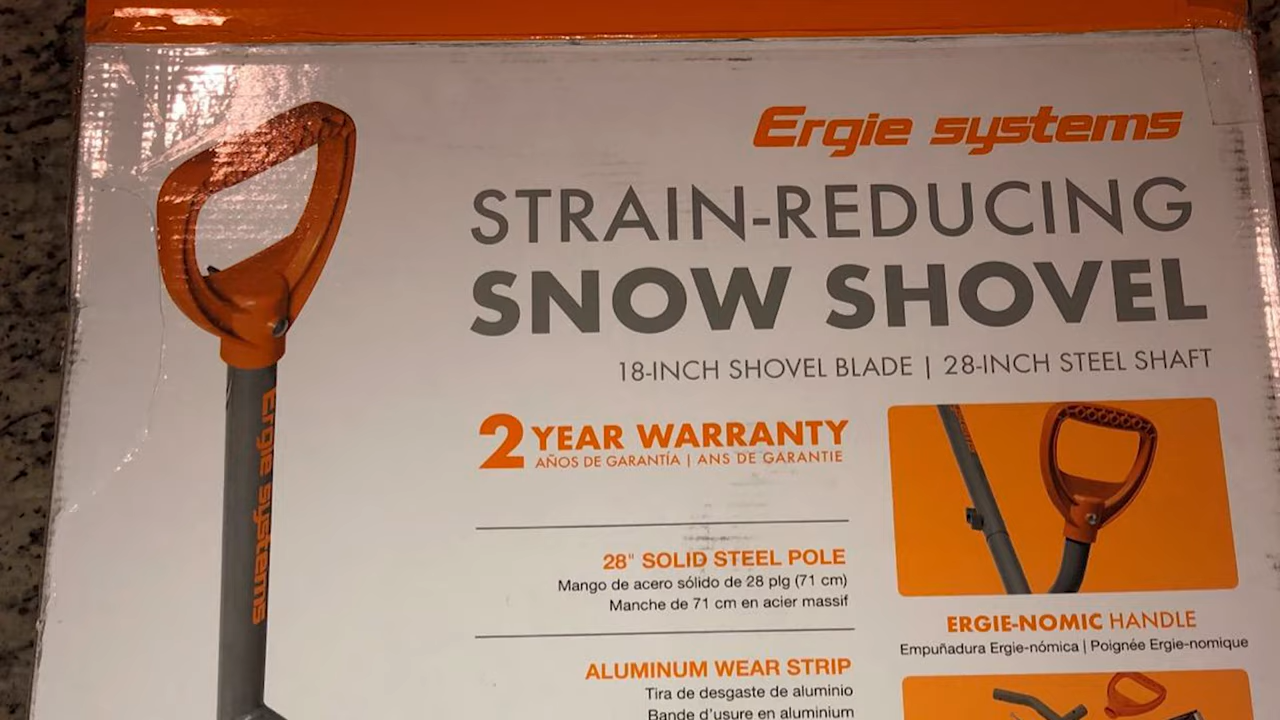 Ergie systems
STRAIN-REDUCING
SNOW SHOVEL
18-INCH SHOVEL BLADE | 28-INCH STEEL SHAFT
2 YEAR WARRANTY
AÑOS DE GARANTÍA | ANS DE GARANTIE
28" SOLID STEEL POLE
Mango de acero sólido de 28 plg (71 cm)
Manche de 71 cm en acier massif
ALUMINUM WEAR STRIP
Tira de desgaste de aluminio
Bande d'usure en aluminium
ERGIE-NOMIC HANDLE
Empuñadura Ergie-nómica | Poignée Ergie-nomique
Ergie systems